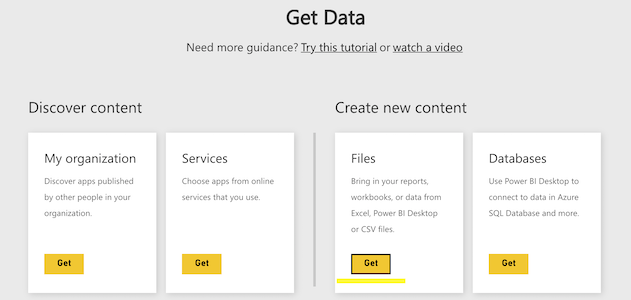 Get Data
Need more guidance? Try this tutorial or watch a video
Discover content
My organization
Discover apps published
by other people in your
organization.
Get
Services
Choose apps from online
services that you use.
Get
Create new content
Files
Bring in your reports,
workbooks, or data from
Excel, Power BI Desktop
or CSV files.
Get
Databases
Use Power BI Desktop to
connect to data in Azure
SQL Database and more.
Get